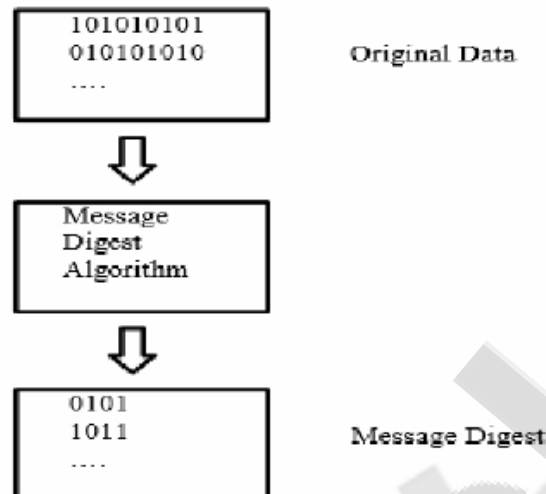 101010101
010101010
....
Original Data
Message
Digest
Algorithm
0101
1011
....
Message Digest